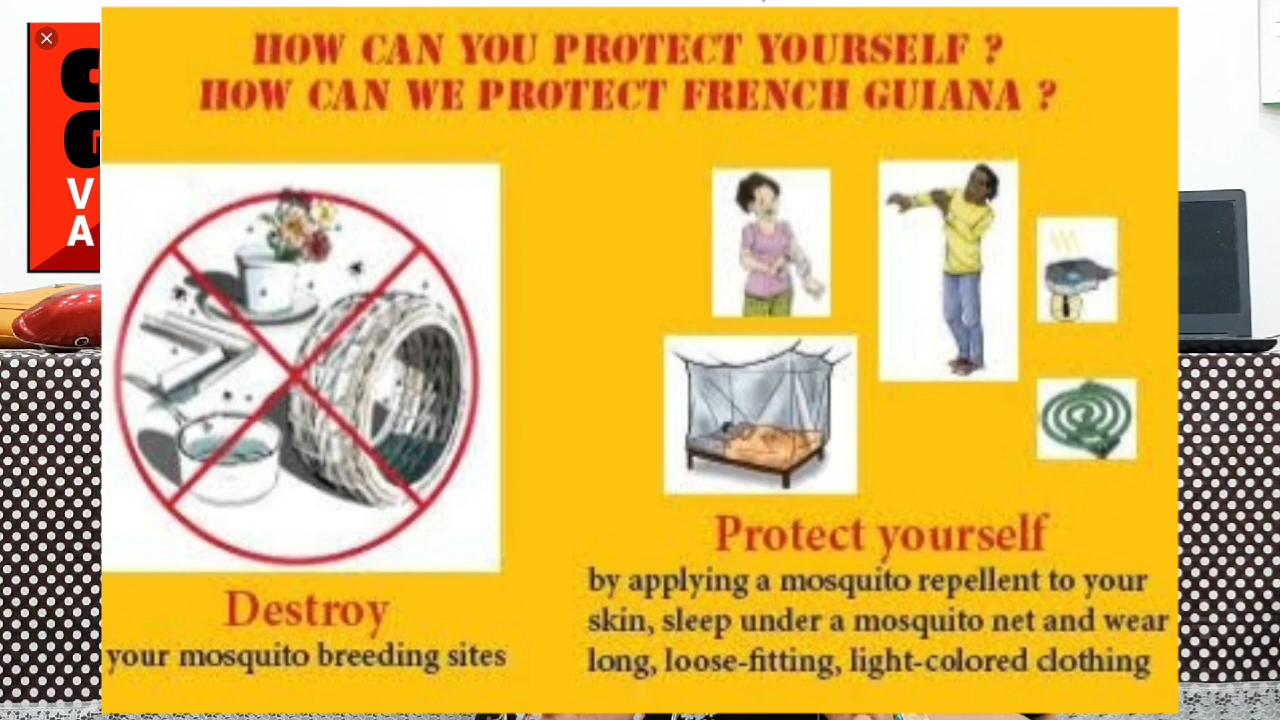 HOW CAN YOU PROTECT YOURSELF ?
HOW CAN WE PROTECT FRENCH GUIANA ?
V
A
Destroy
your mosquito breeding sites
Protect yourself
by applying a mosquito repellent to your
skin, sleep under a mosquito net and wear
long, loose-fitting, light-colored clothing